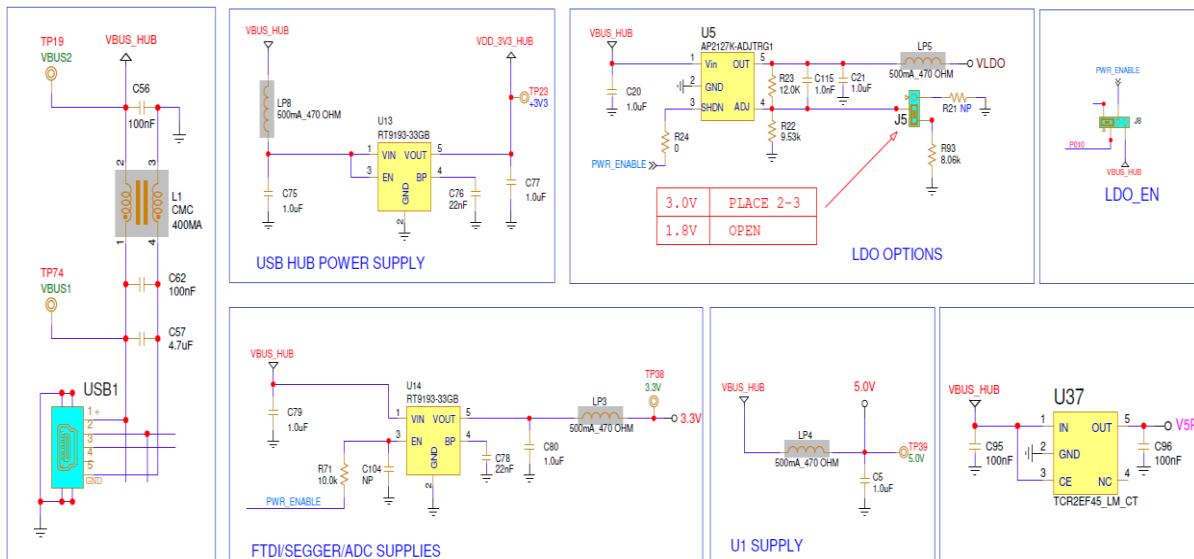 TP19
VBUS2
VBUS_HUB
C56
100nF
2
3
L1
CMC
400MA
1
4
TP74
VBUS1
C62
100nF
C57
4.7uF
USB1
1 +
2
3
4
5
GND
VBUS_HUB
VDD_3V3_HUB
LP8
500mA_470 OHM
TP23
+3V3
U13
RT9193-33GB
1
VIN
VOUT
5
3
EN
BP
4
GND
2
C75
1.0uF
C76
22nF
C77
1.0uF
USB HUB POWER SUPPLY
VBUS_HUB
U5
AP2127K-ADJTRG1
1
Vin
OUT
5
2
GND
3
SHDN
ADJ
4
C20
1.0uF
R24
0
PWR_ENABLE
R23
12.0K
C115
1.0nF
C21
1.0uF
LP5
500mA_470 OHM
VLDO
R22
9.53k
J5
R21 NP
R93
8.06k
3.0V PLACE 2-3
1.8V OPEN
LDO OPTIONS
PWR_ENABLE
J8
P010
VBUS_HUB
LDO_EN
VBUS_HUB
C79
1.0uF
U14
RT9193-33GB
1
VIN
VOUT
5
3
EN
BP
4
GND
2
R71
10.0k
C104
NP
PWR_ENABLE
C78
22nF
C80
1.0uF
LP3
500mA_470 OHM
TP38
3.3V
3.3V
FTDI/SEGGER/ADC SUPPLIES
VBUS_HUB
5.0V
LP4
500mA_470 OHM
TP39
5.0V
C5
1.0uF
U1 SUPPLY
VBUS_HUB
U37
1
IN
OUT
5
2
GND
3
CE
NC
4
C95
100nF
C96
100nF
TCR2EF45_LM_CT